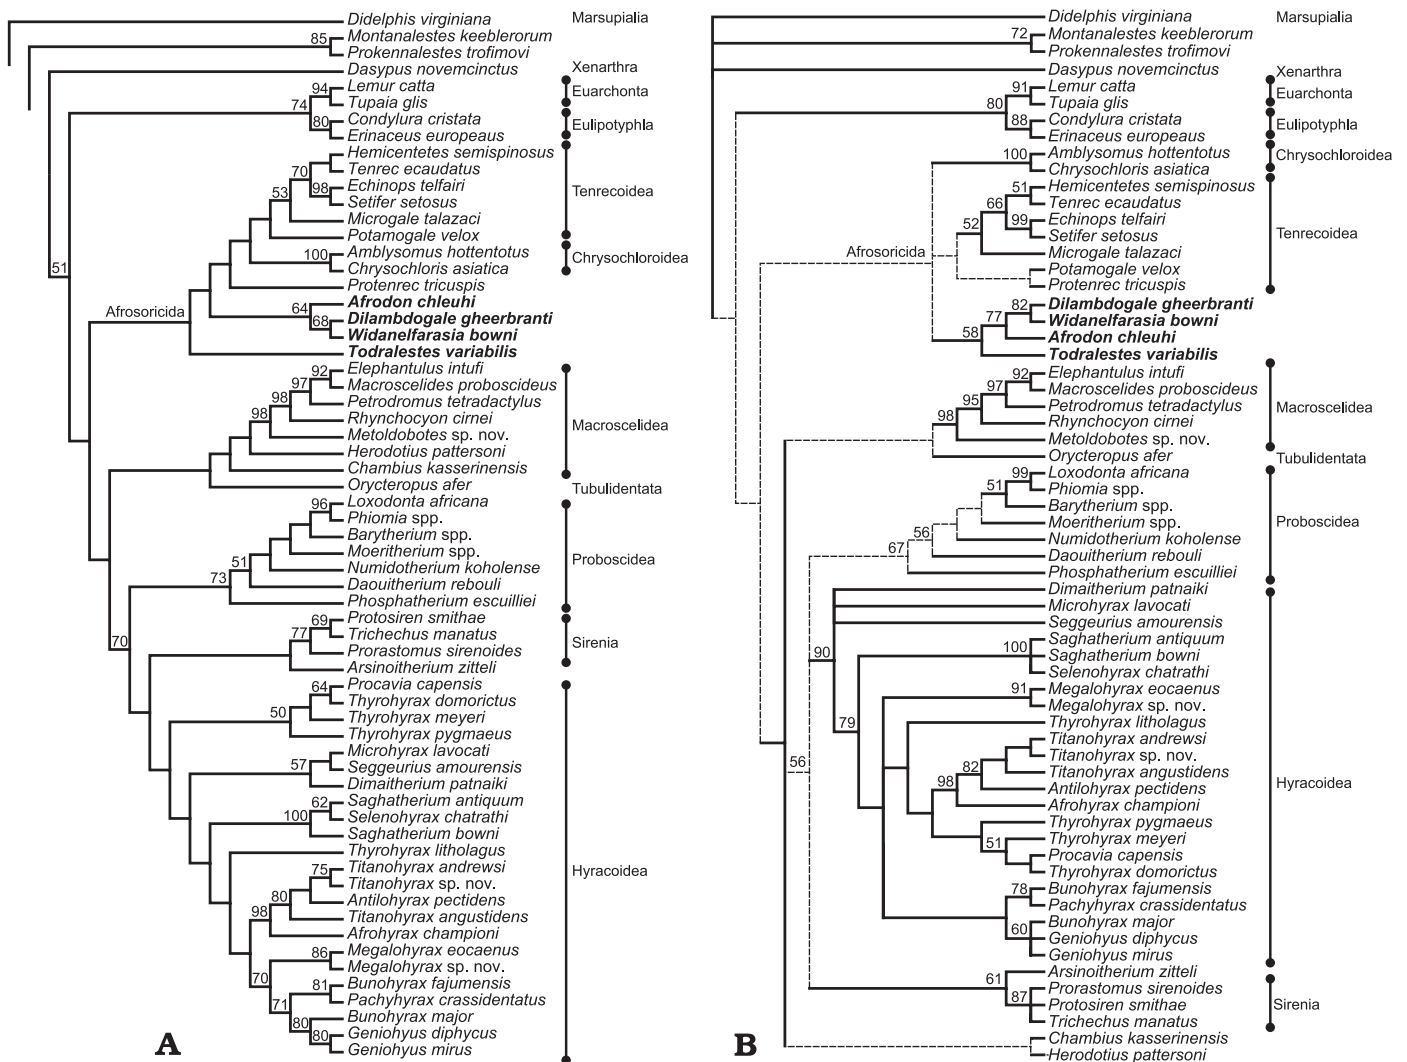 Didelphis virginiana
Marsupialia
85
Montanalestes keeblerorum
Prokennalestes trofimovi
Dasypus novemcinctus
Xenarthra
94
Lemur catta
Euarchonta
74
Tupaia glis
80
Condylura cristata
Eulipotyphla
Erinaceus europeaus
Hemicentetes semispinosus
70
Tenrec ecaudatus
98
Echinops telfairi
53
Tenrecoidea
Setifer setosus
Microgale talazaci
Potamogale velox
100
Amblysomus hottentotus
Chrysochloroidea
51
Chrysochloris asiatica
Protenrec tricuspis
Afrosoricida
64
Afrodon chleuhi
68
Dilambdogale gheerbranti
Widanelfarasia bowni
Todralestes variabilis
92
Elephantulus intufi
97
Macroscelides proboscideus
98
Petrodromus tetradactylus
98
Rhynchocyon cirnei
Macroscelidea
Metoldobotes sp. nov.
Herodotius pattersoni
Chambius kasserinensis
Orycteropus afer
Tubulidentata
96
Loxodonta africana
Phiomia spp.
Barytherium spp.
Moeritherium spp.
Proboscidea
51
Numidotherium koholense
73
Daouitherium rebouli
Phosphatherium escuilliei
69
Protosiren smithae
77
Trichechus manatus
70
Sirenia
Prorastomus sirenoides
Arsinoitherium zitteli
64
Procavia capensis
Thyrohyrax domorictus
50
Thyrohyrax meyeri
Thyrohyrax pygmaeus
Microhyrax lavocati
57
Seggeurius amourensis
Dimaitherium patnaiki
62
Saghatherium antiquum
100
Selenohyrax chatrathi
Saghatherium bowni
Thyrohyrax litholagus
75
Titanohyrax andrewsi
Hyracoidea
Titanohyrax sp. nov.
80
Antilohyrax pectidens
98
Titanohyrax angustidens
Afrohyrax championi
86
Megalohyrax eocaenus
70
Megalohyrax sp. nov.
81
Bunohyrax fajumensis
71
Pachyhyrax crassidentatus
80
Bunohyrax major
80
Geniohyus diphycus
Geniohyus mirus
A
Didelphis virginiana
Marsupialia
72
Montanalestes keeblerorum
Prokennalestes trofimovi
Dasypus novemcinctus
Xenarthra
91
Lemur catta
Euarchonta
80
Tupaia glis
88
Condylura cristata
Eulipotyphla
Erinaceus europeaus
100
Amblysomus hottentotus
Chrysochloroidea
Chrysochloris asiatica
51
Hemicentetes semispinosus
66
Tenrec ecaudatus
99
Echinops telfairi
52
Tenrecoidea
Setifer setosus
Afrosoricida
Microgale talazaci
Potamogale velox
Protenrec tricuspis
82
Dilambdogale gheerbranti
77
Widanelfarasia bowni
58
Afrodon chleuhi
Todralestes variabilis
92
Elephantulus intufi
97
Macroscelides proboscideus
95
Petrodromus tetradactylus
Macroscelidea
98
Rhynchocyon cirnei
Metoldobotes sp. nov.
Orycteropus afer
Tubulidentata
99
Loxodonta africana
51
Phiomia spp.
Barytherium spp.
Moeritherium spp.
Proboscidea
56
Numidotherium koholense
67
Daouitherium rebouli
Phosphatherium escuilliei
Dimaitherium patnaiki
Microhyrax lavocati
Seggeurius amourensis
Saghatherium antiquum
90
100
Saghatherium bowni
Selenohyrax chatrathi
91
Megalohyrax eocaenus
Megalohyrax sp. nov.
79
Thyrohyrax litholagus
Titanohyrax andrewsi
Titanohyrax sp. nov.
56
82
Titanohyrax angustidens
98
Antilohyrax pectidens
Hyracoidea
Afrohyrax championi
Thyrohyrax pygmaeus
51
Thyrohyrax meyeri
Procavia capensis
Thyrohyrax domorictus
78
Bunohyrax fajumensis
Pachyhyrax crassidentatus
Bunohyrax major
60
Geniohyus diphycus
Geniohyus mirus
61
Arsinoitherium zitteli
87
Prorastomus sirenoides
Protosiren smithae
Sirenia
Trichechus manatus
Chambius kasserinensis
Herodotius pattersoni
B